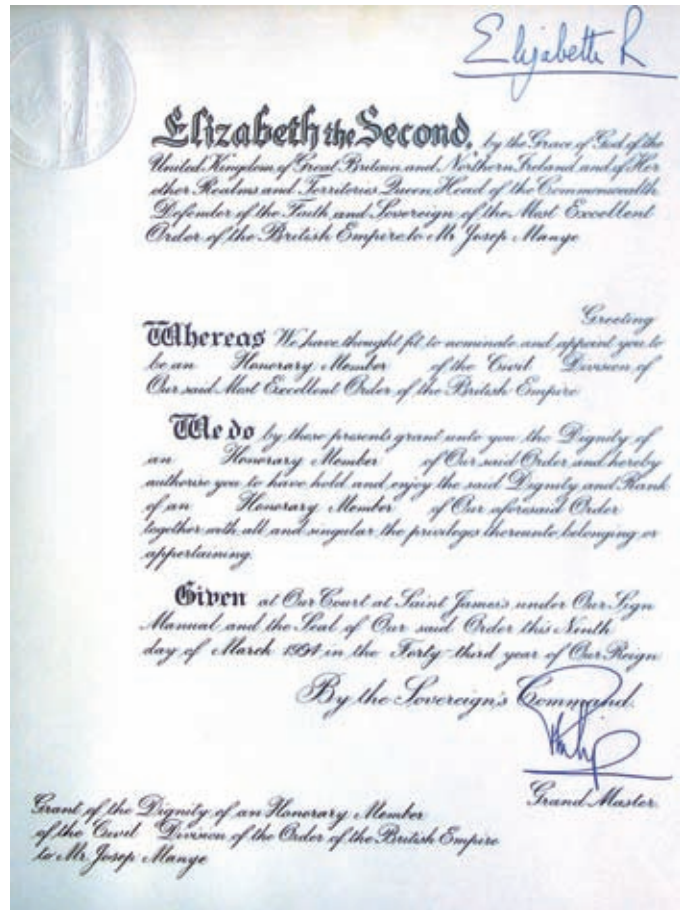 Elizabeth R
Elizabeth the Second, by the Grace of God of the
United Kingdom of Great Britain and Northern Ireland and of Her
other Realms and Territories Queen, Head of the Commonwealth,
Defender of the Faith and Sovereign of the Most Excellent
Order of the British Empire to Mr Josep Manye
Greeting
Whereas We have thought fit to nominate and appoint you to
be an Honorary Member of the Civil Division of
Our said Most Excellent Order of the British Empire
We do by these presents grant unto you the Dignity of
an Honorary Member of Our said Order and hereby
authorise you to have hold and enjoy the said Dignity and Rank
of an Honorary Member of Our aforesaid Order
together with all and singular the privileges thereunto belonging or
appertaining.
Given at Our Court at Saint James's under Our Sign
Manual and the Seal of Our said Order this Ninth
day of March 1994 in the Forty third year of Our Reign
By the Sovereign's Command.
Philip
Grand Master.
Grant of the Dignity of an Honorary Member
of the Civil Division of the Order of the British Empire
to Mr Josep Manye